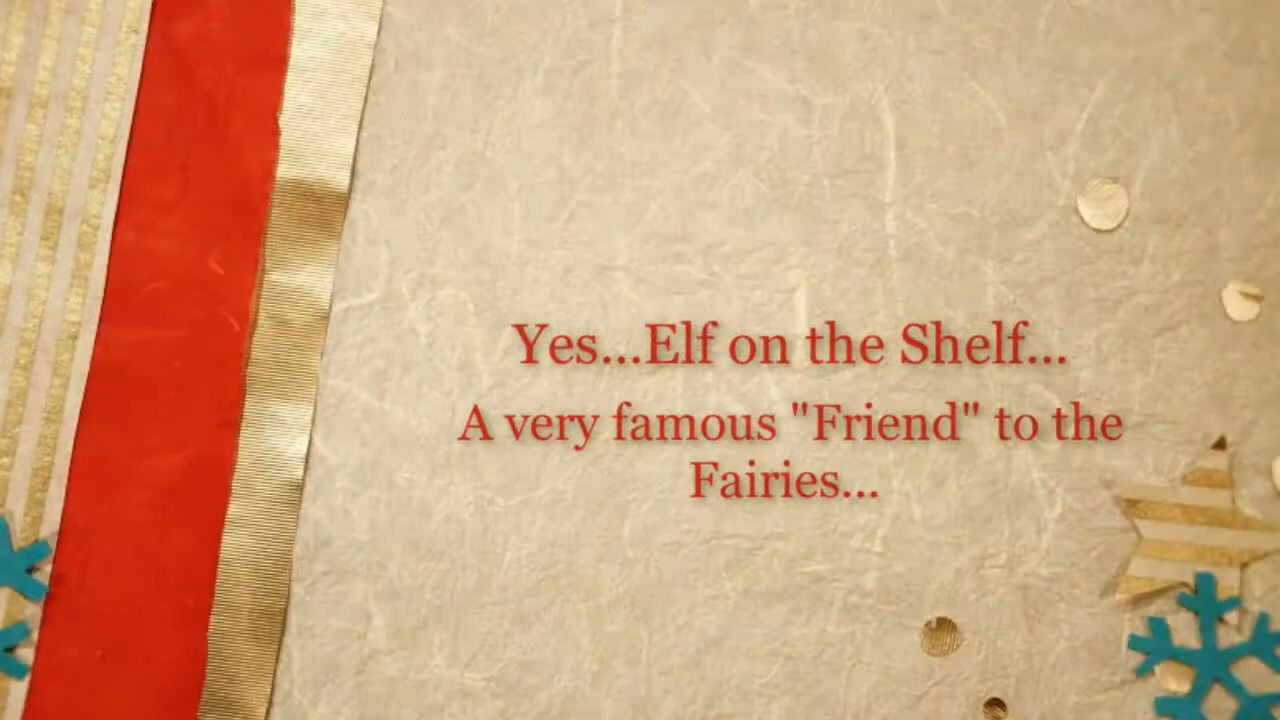 Yes...Elf on the Shelf...
A very famous "Friend" to the
Fairies...